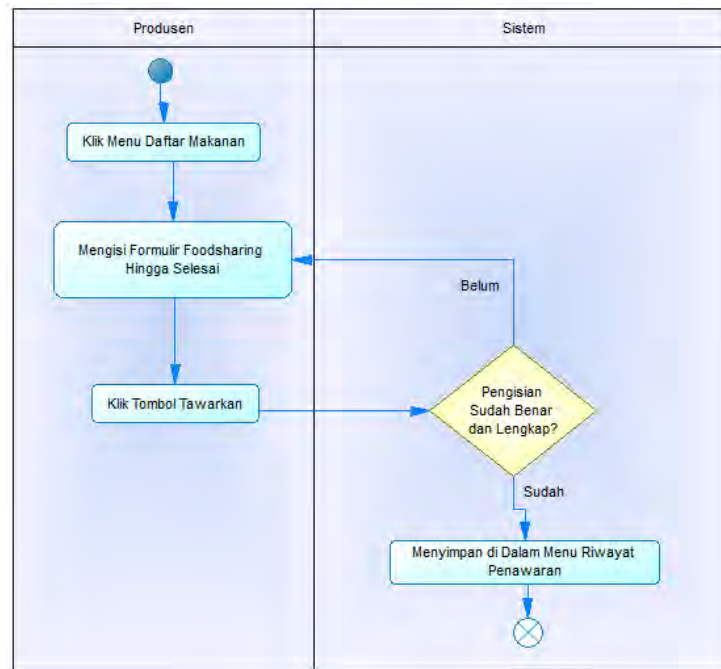 Produsen
Sistem
Klik Menu Daftar Makanan
Mengisi Formulir Foodsharing
Hingga Selesai
Belum
Klik Tombol Tawarkan
Pengisian
Sudah Benar
dan Lengkap?
Sudah
Menyimpan di Dalam Menu Riwayat
Penawaran